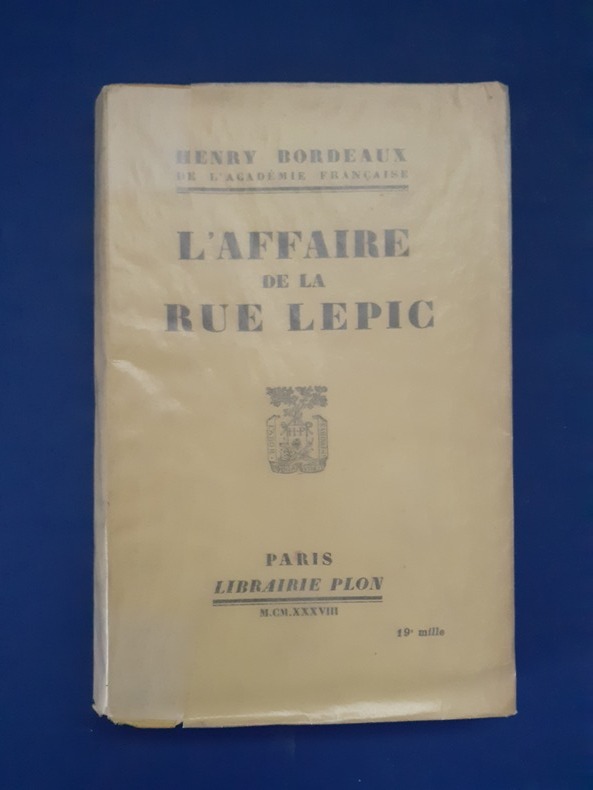 HENRY BORDEAUX
DE L'ACADÉMIE FRANÇAISE
L'AFFAIRE
DE LA
RUE LEPIC
PARIS
LIBRAIRIE PLON
M.CM.XXXVIII
19e mille